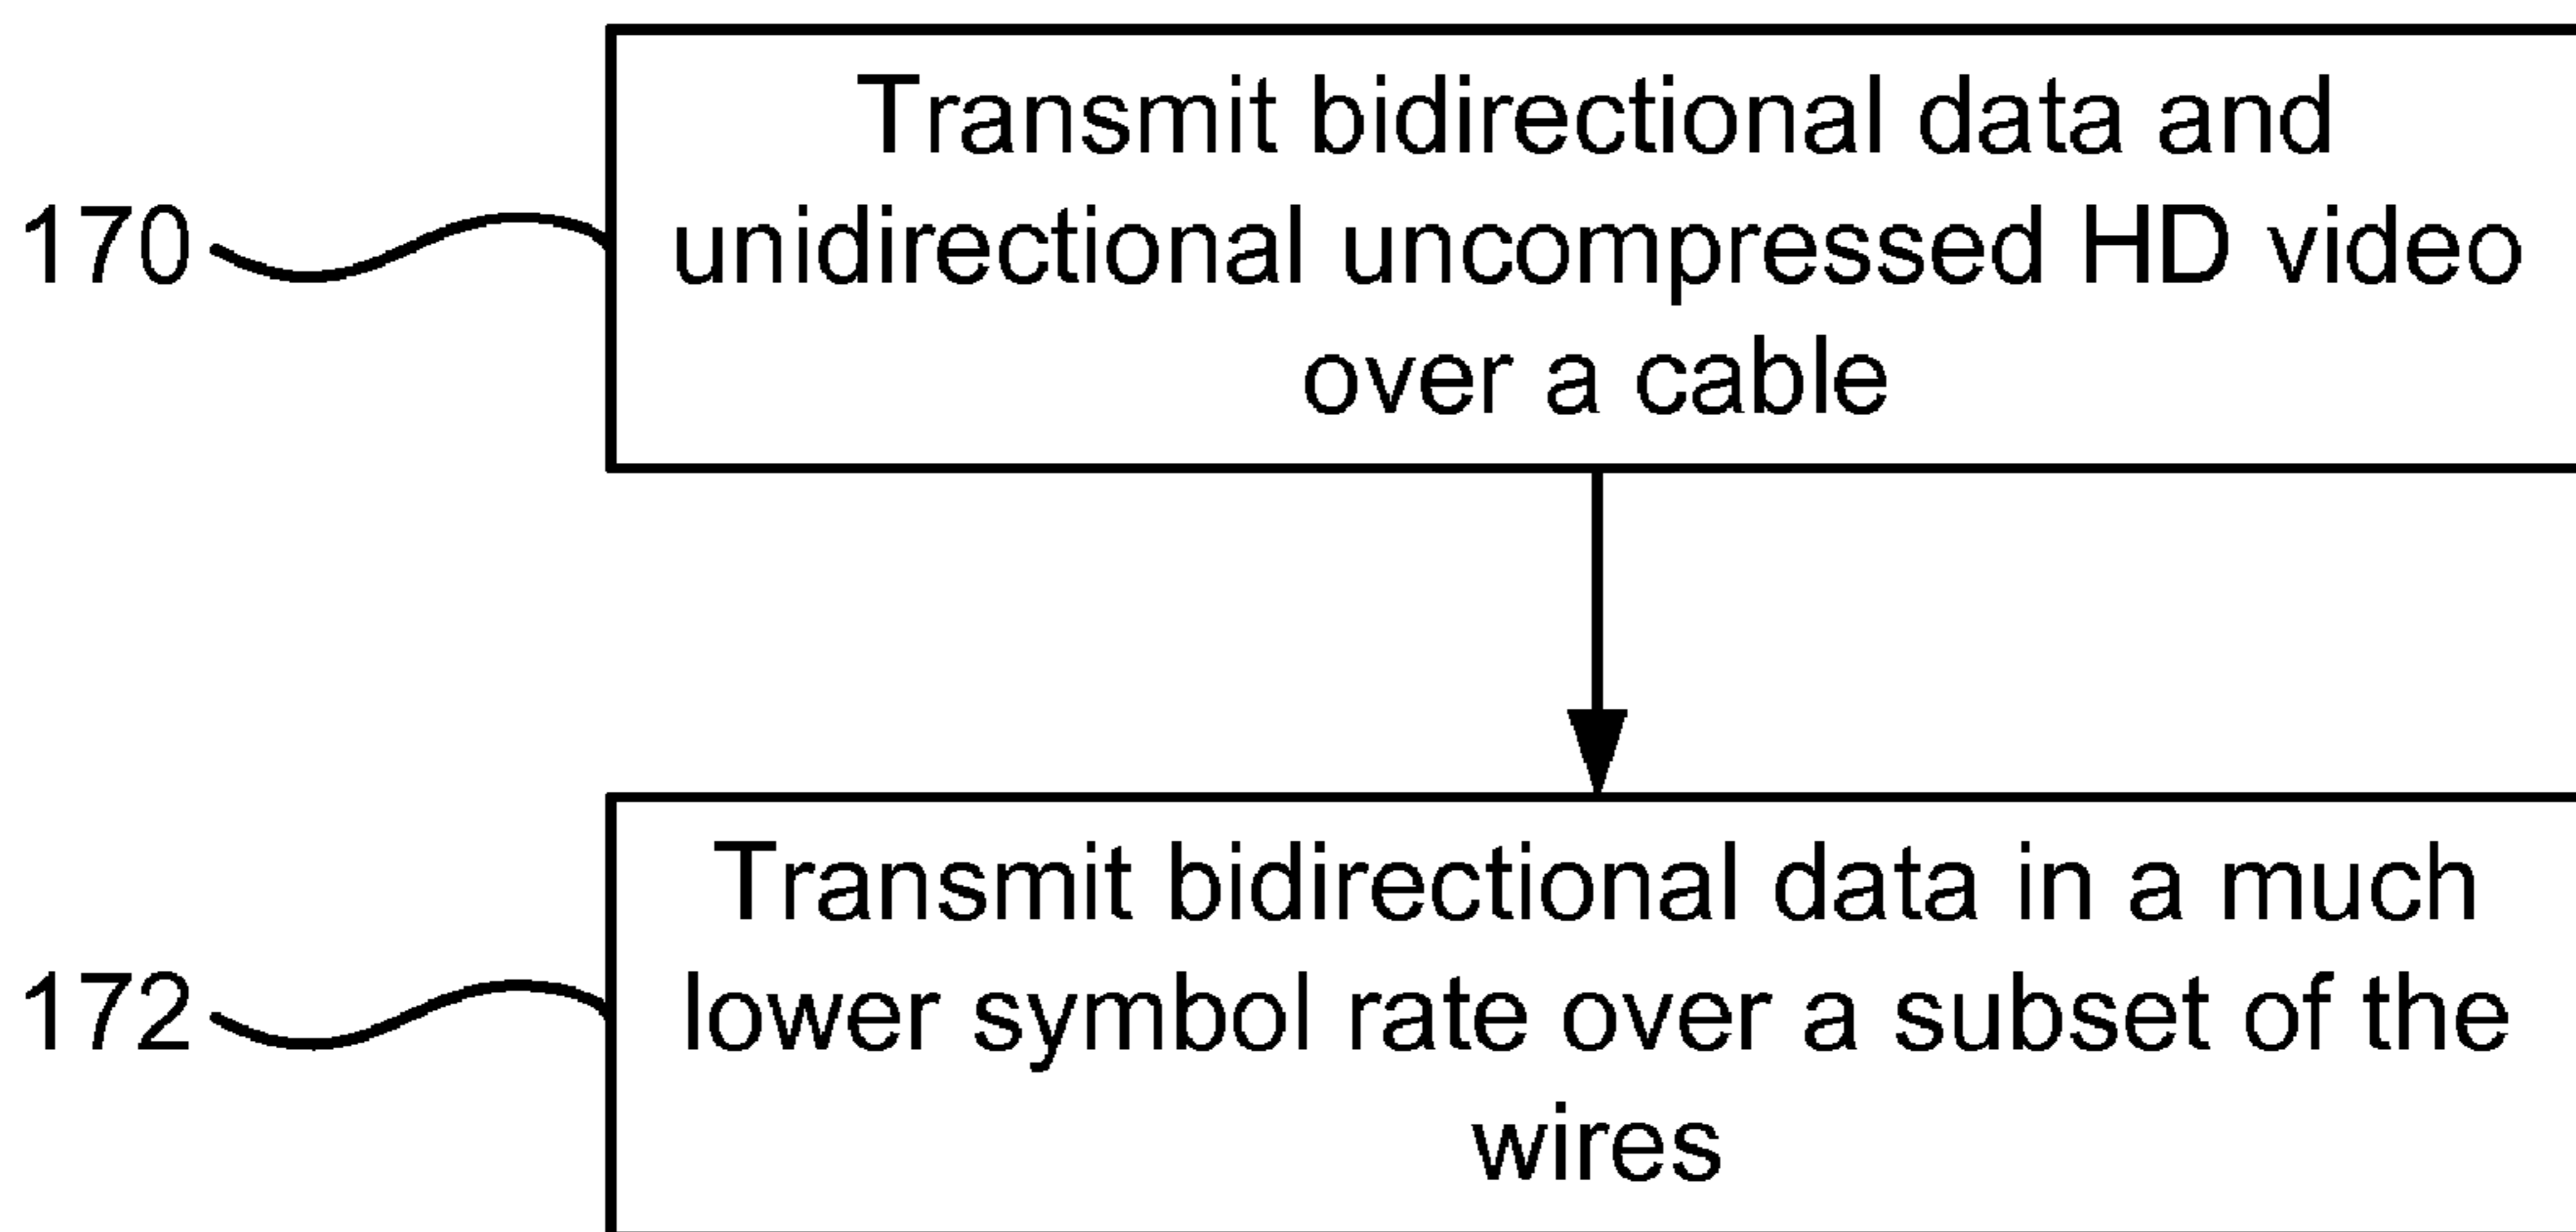 Transmit bidirectional data and
170 unidirectional uncompressed HD video
over a cable
Transmit bidirectional data in a much
172 lower symbol rate over a subset of the
wires